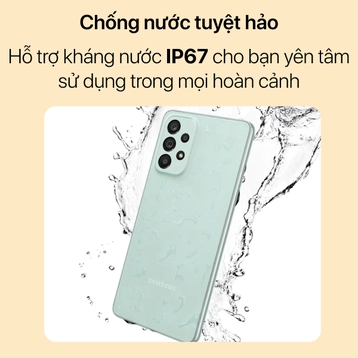 Chống nước tuyệt hảo
Hỗ trợ kháng nước IP67 cho bạn yên tâm
sử dụng trong mọi hoàn cảnh
SAMSUNG